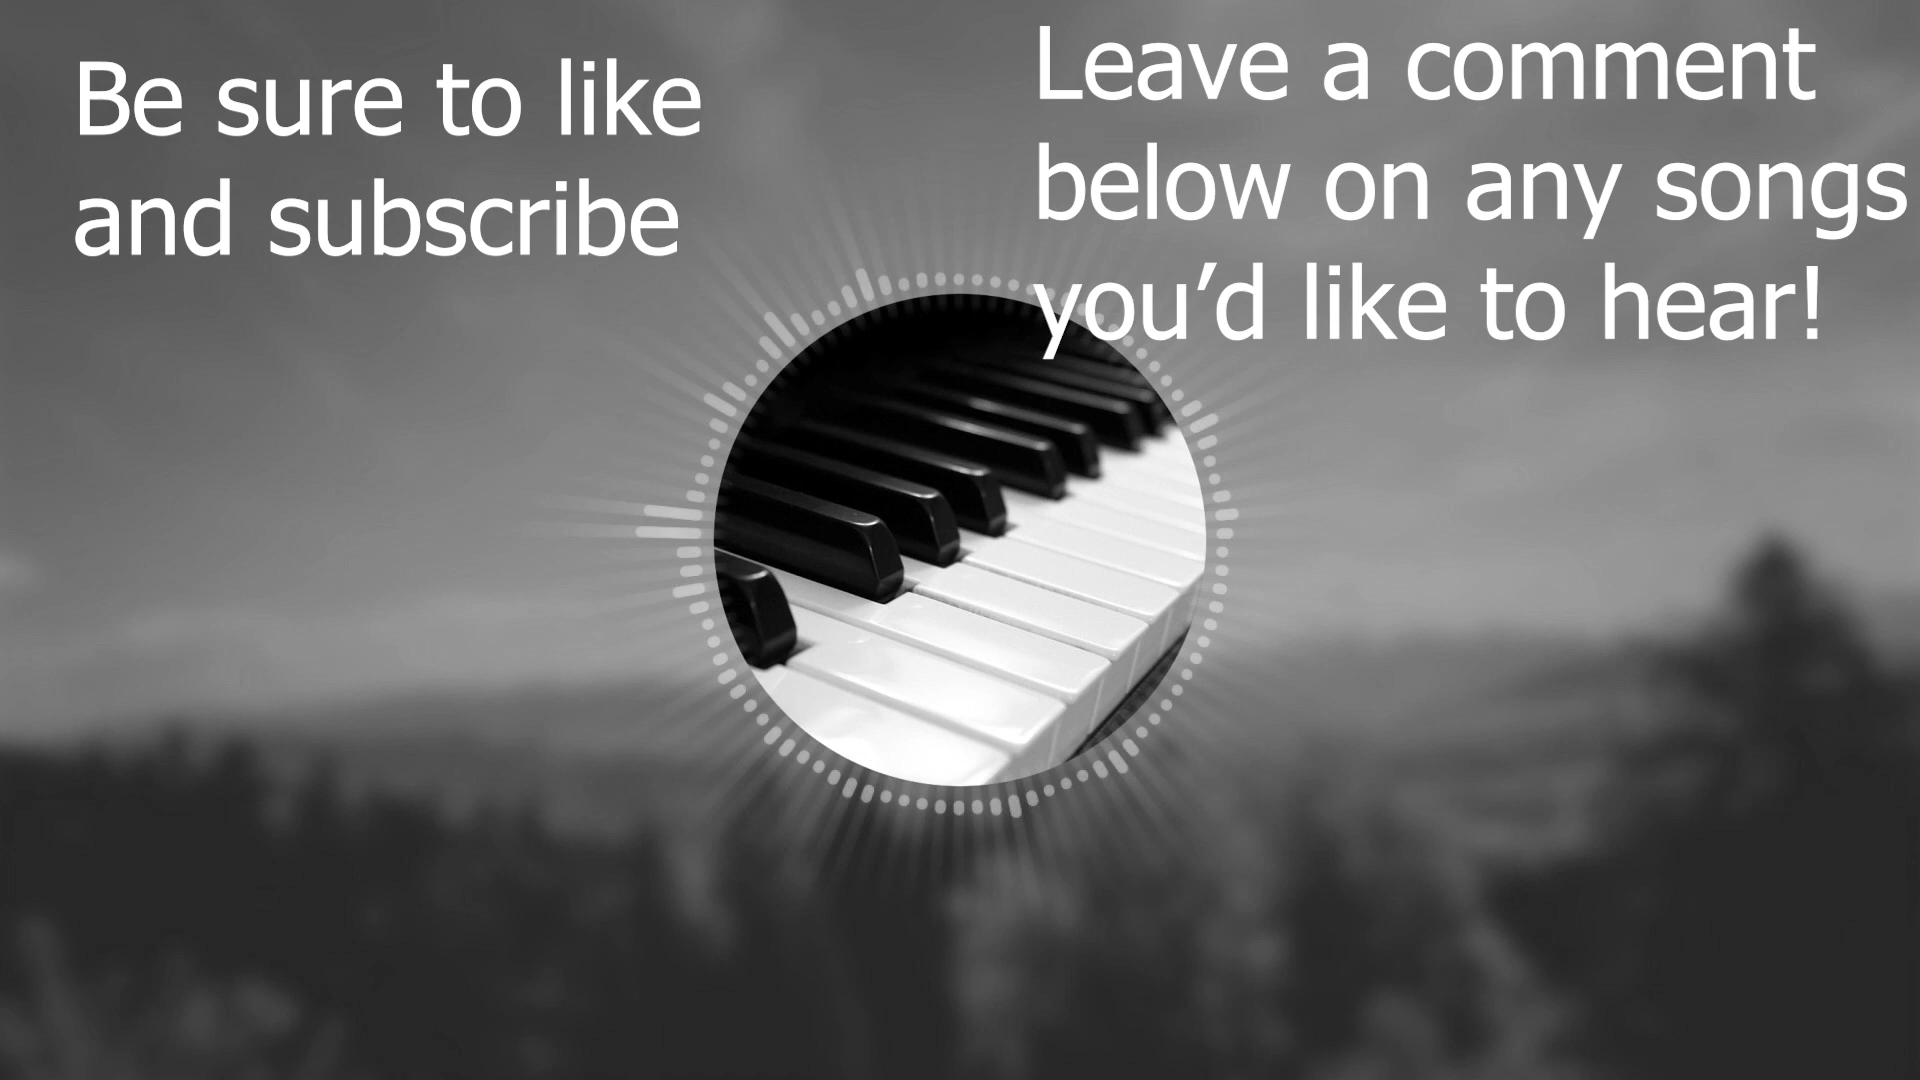 Be sure to like
and subscribe
Leave a comment
below on any songs
you’d like to hear!